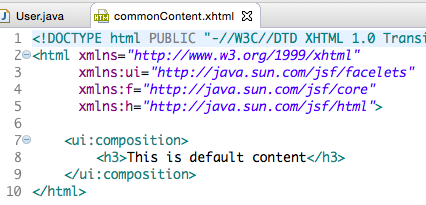 User.java commonContent.xhtml
1 <!DOCTYPE html PUBLIC "-//W3C//DTD XHTML 1.0 Transi
2 <html xmlns="http://www.w3.org/1999/xhtml"
3 xmlns:ui="http://java.sun.com/jsf/facelets"
4 xmlns:f="http://java.sun.com/jsf/core"
5 xmlns:h="http://java.sun.com/jsf/html">
6
7 <ui:composition>
8 <h3>This is default content</h3>
9 </ui:composition>
10 </html>